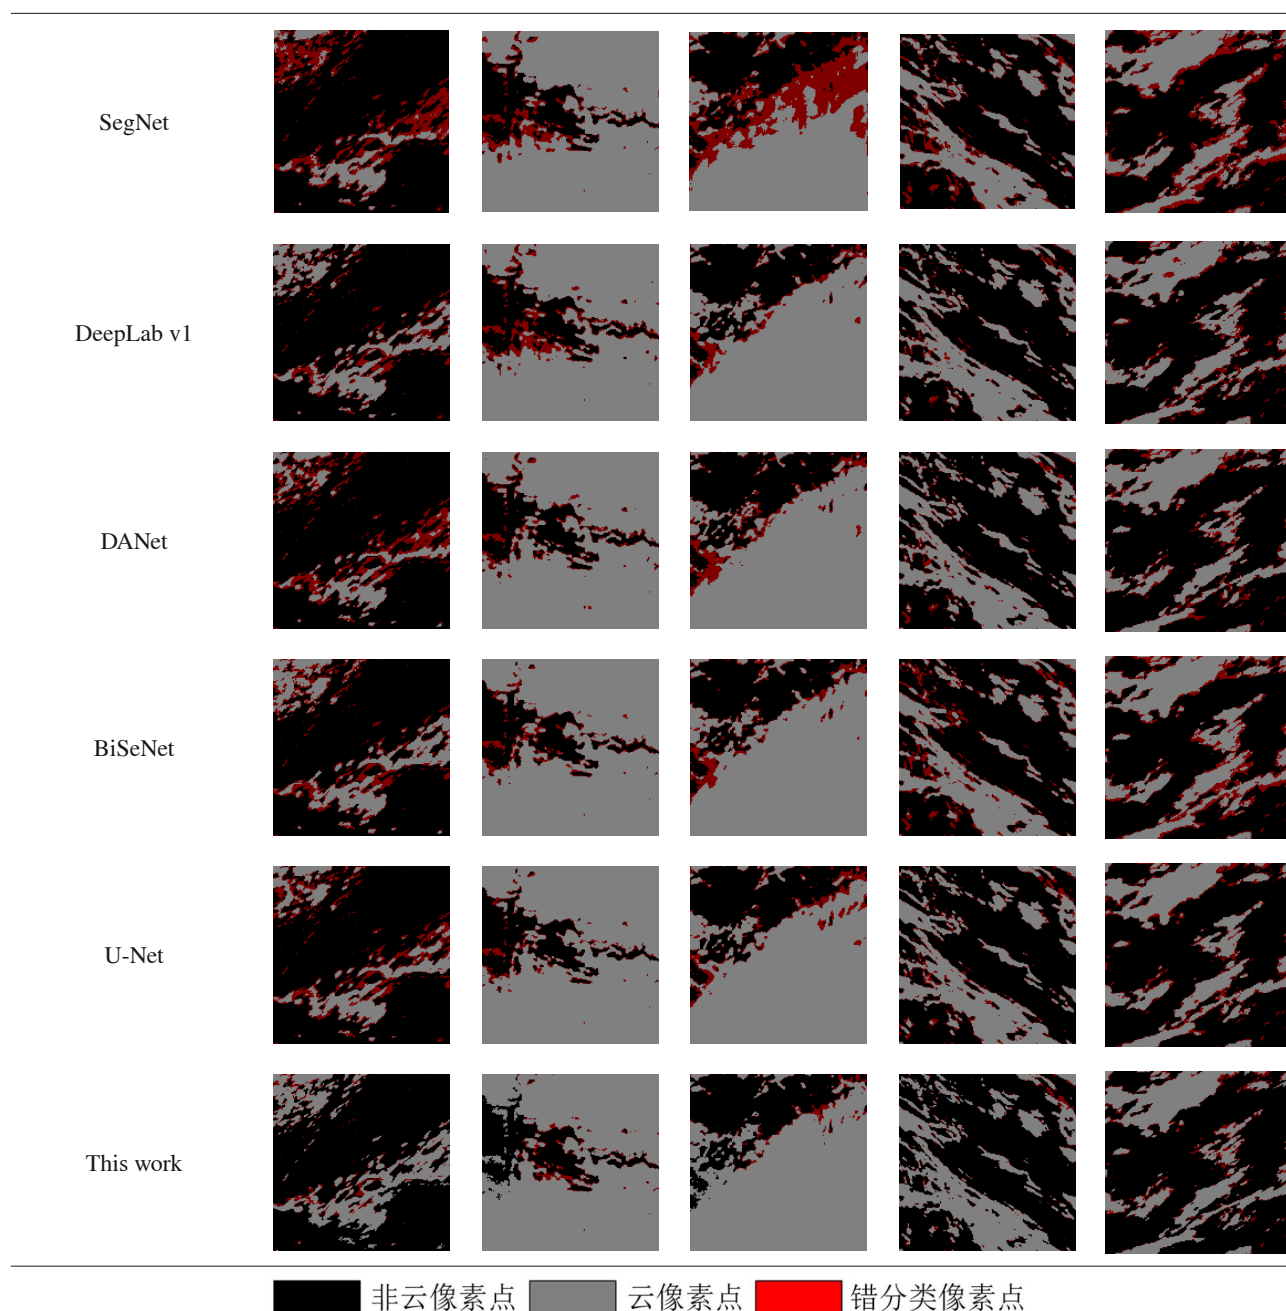 SegNet
DeepLab v1
DANet
BiSeNet
U-Net
This work
非云像素点 云像素点 错分类像素点